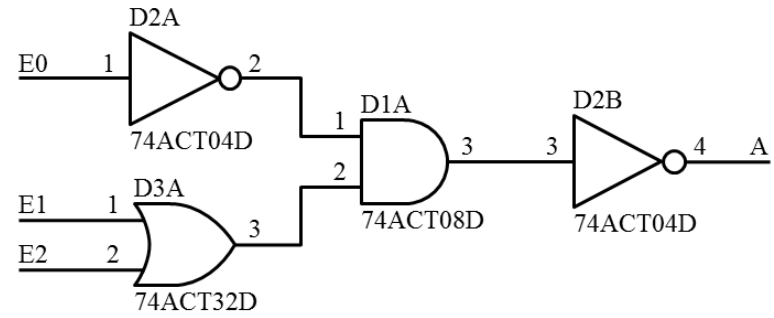 D2A
E0 1 2
74ACT04D
D1A
1
2
3
74ACT08D
D2B
3 4 A
74ACT04D
D3A
E1 1
E2 2
3
74ACT32D